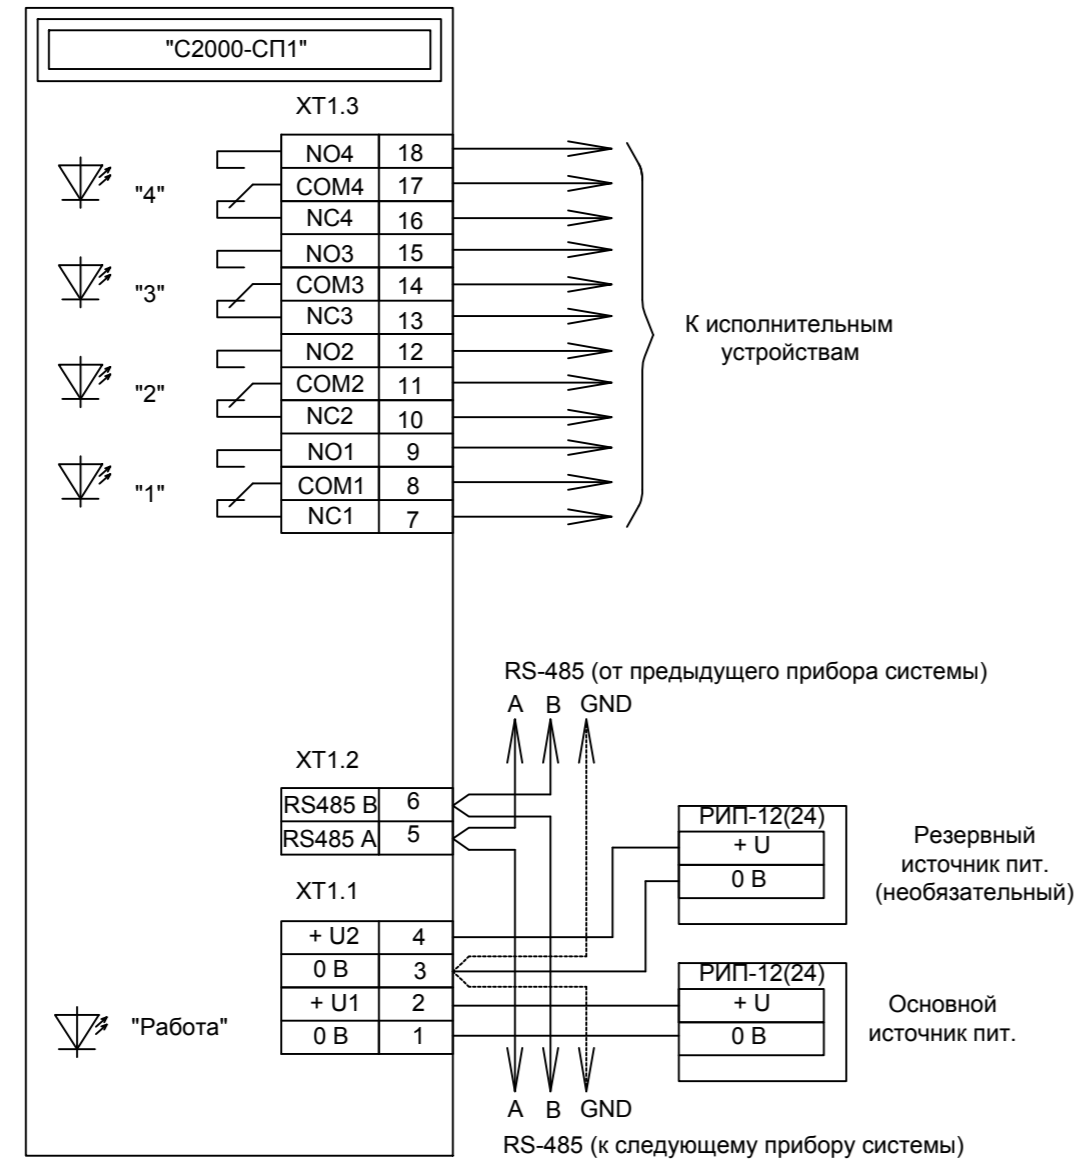 "С2000-СП1"
XT1.3
NO4 18
COM4 17
"4"
NC4 16
NO3 15
COM3 14
"3"
NC3 13
К исполнительным
устройствам
NO2 12
COM2 11
"2"
NC2 10
NO1 9
COM1 8
"1"
NC1 7
RS-485 (от предыдущего прибора системы)
A B GND
XT1.2
RS485 B 6
RS485 A 5
РИП-12(24)
+ U
0 В
Резервный
источник пит.
(необязательный)
XT1.1
+ U2 4
0 В 3
+ U1 2
0 В 1
РИП-12(24)
+ U
0 В
Основной
источник пит.
"Работа"
A B GND
RS-485 (к следующему прибору системы)